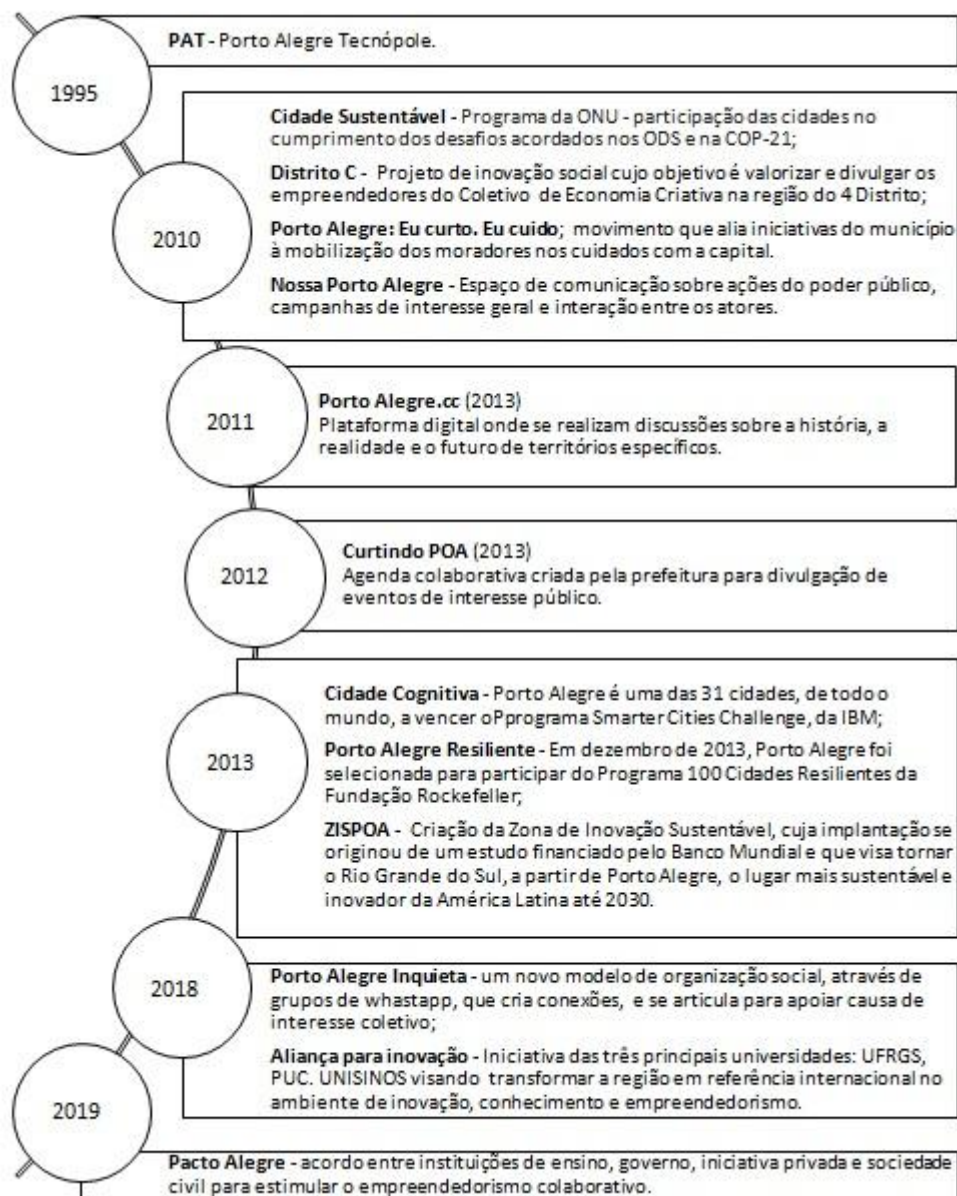 1995
PAT - Porto Alegre Tecnópole.
2010
Cidade Sustentável - Programa da ONU - participação das cidades no
cumprimento dos desafios acordados nos ODS e na COP-21;
Distrito C - Projeto de inovação social cujo objetivo é valorizar e divulgar os
empreendedores do Coletivo de Economia Criativa na região do 4 Distrito;
Porto Alegre: Eu curto. Eu cuido; movimento que alia iniciativas do município
à mobilização dos moradores nos cuidados com a capital.
Nossa Porto Alegre - Espaço de comunicação sobre ações do poder público,
campanhas de interesse geral e interação entre os atores.
2011
Porto Alegre.cc (2013)
Plataforma digital onde se realizam discussões sobre a história, a
realidade e o futuro de territórios específicos.
2012
Curtindo POA (2013)
Agenda colaborativa criada pela prefeitura para divulgação de
eventos de interesse público.
2013
Cidade Cognitiva - Porto Alegre é uma das 31 cidades, de todo o
mundo, a vencer o Pprograma Smarter Cities Challenge, da IBM;
Porto Alegre Resiliente - Em dezembro de 2013, Porto Alegre foi
selecionada para participar do Programa 100 Cidades Resilientes da
Fundação Rockefeller;
ZISPOA - Criação da Zona de Inovação Sustentável, cuja implantação se
originou de um estudo financiado pelo Banco Mundial e que visa tornar
o Rio Grande do Sul, a partir de Porto Alegre, o lugar mais sustentável e
inovador da América Latina até 2030.
2018
Porto Alegre Inquieta - um novo modelo de organização social, através de
grupos de whastapp, que cria conexões, e se articula para apoiar causa de
interesse coletivo;
Aliança para inovação - Iniciativa das três principais universidades: UFRGS,
PUC. UNISINOS visando transformar a região em referência internacional no
ambiente de inovação, conhecimento e empreendedorismo.
2019
Pacto Alegre - acordo entre instituições de ensino, governo, iniciativa privada e sociedade
civil para estimular o empreendedorismo colaborativo.